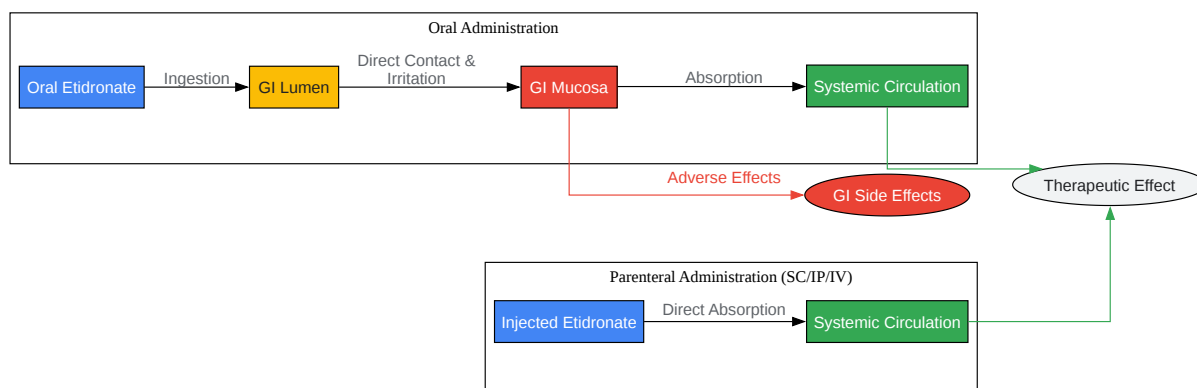 Oral Administration
Oral Etidronate
Ingestion
GI Lumen
Direct Contact &
Irritation
GI Mucosa
Absorption
Systemic Circulation
Adverse Effects
GI Side Effects
Therapeutic Effect
Parenteral Administration (SC/IP/IV)
Injected Etidronate
Direct Absorption
Systemic Circulation